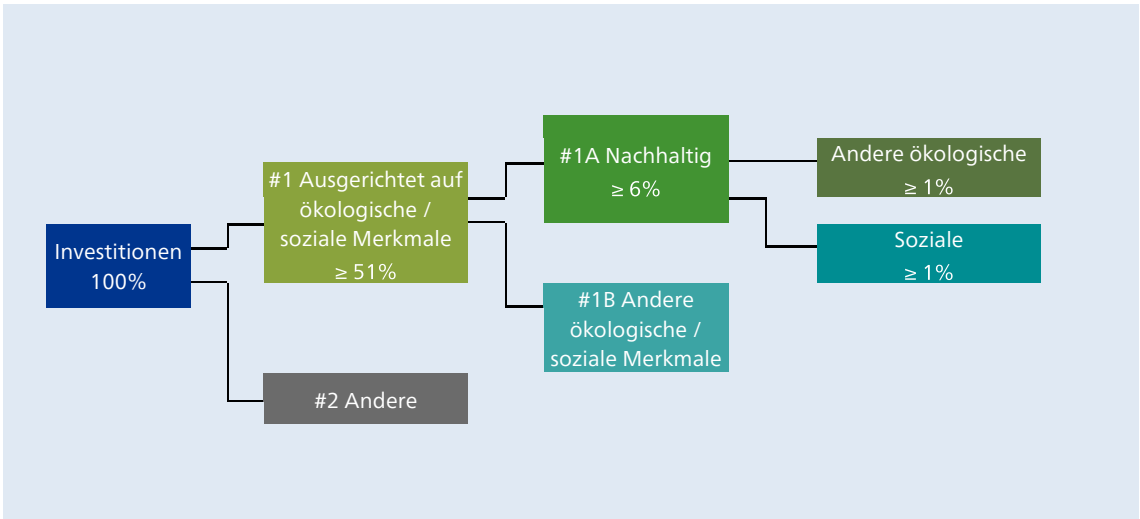 Investitionen
100%
#1 Ausgerichtet auf
ökologische /
soziale Merkmale
≥ 51%
#2 Andere
#1A Nachhaltig
≥ 6%
#1B Andere
ökologische /
soziale Merkmale
Andere ökologische
≥ 1%
Soziale
≥ 1%